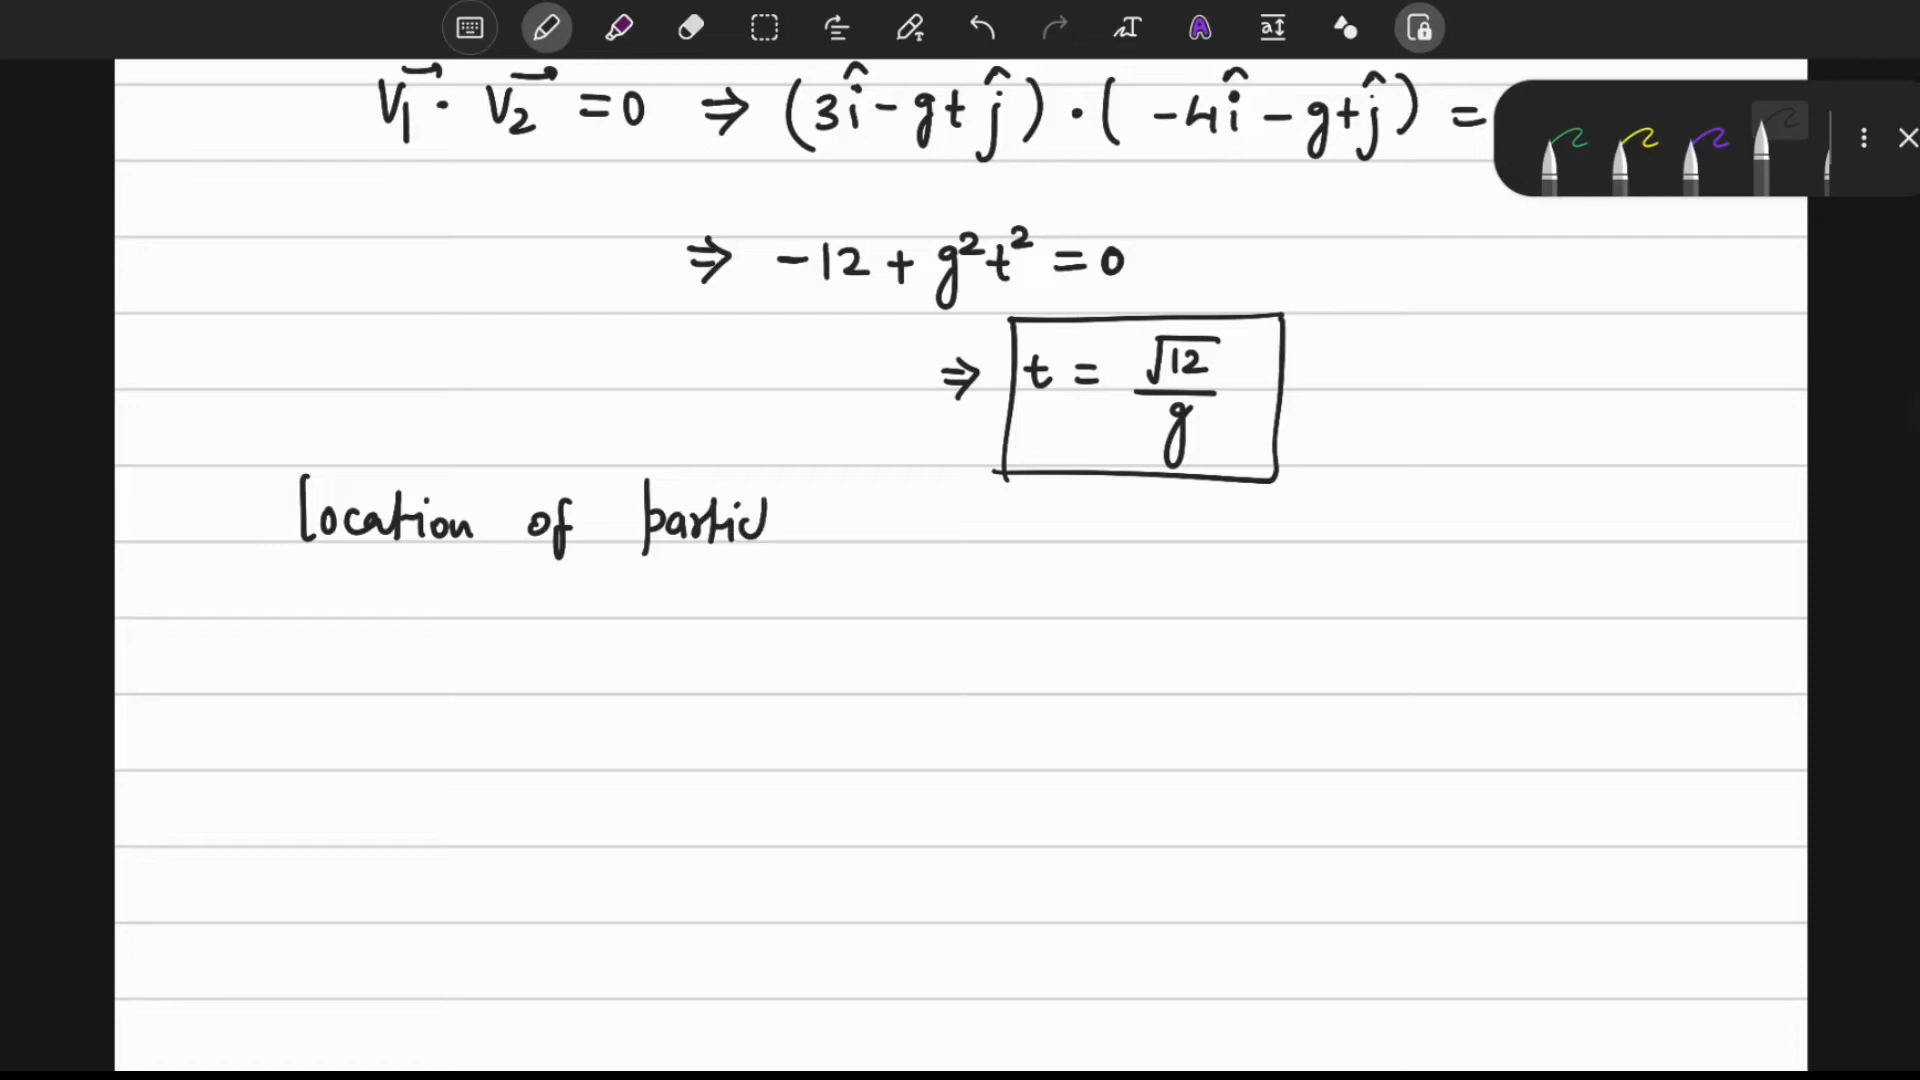 V₁⃗ · V₂⃗ = 0 ⇒ (3î - gt ĵ) · ( -4î - gt ĵ) =
⇒ -12 + g²t² = 0
⇒ t = √12 / g
Location of partic